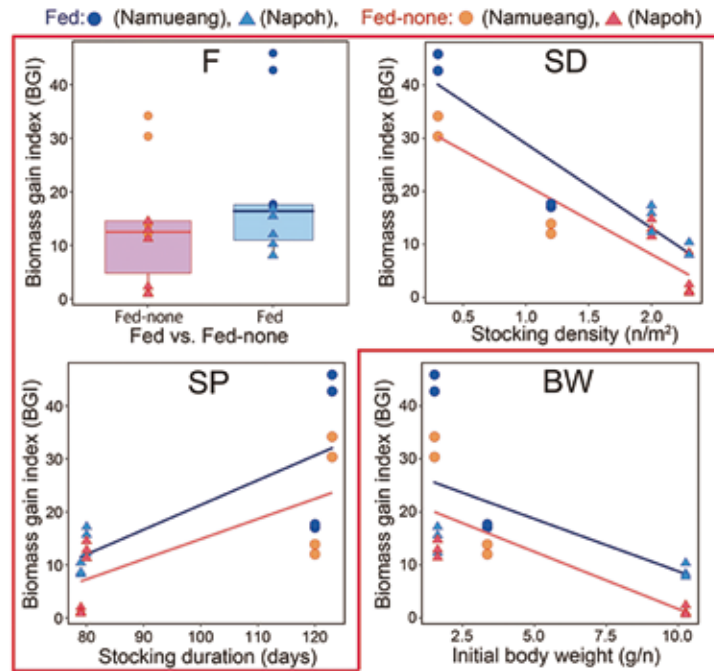 Fed: (Namueang), (Napoh), Fed-none: (Namueang), (Napoh)
F
Biomass gain index (BGI)
40
30
20
10
0
Fed-none Fed
Fed vs. Fed-none
SD
Biomass gain index (BGI)
40
30
20
10
0
0.5 1.0 1.5 2.0
Stocking density (n/m²)
SP
Biomass gain index (BGI)
40
30
20
10
0
80 90 100 110 120
Stocking duration (days)
BW
Biomass gain index (BGI)
40
30
20
10
0
2.5 5.0 7.5 10.0
Initial body weight (g/n)